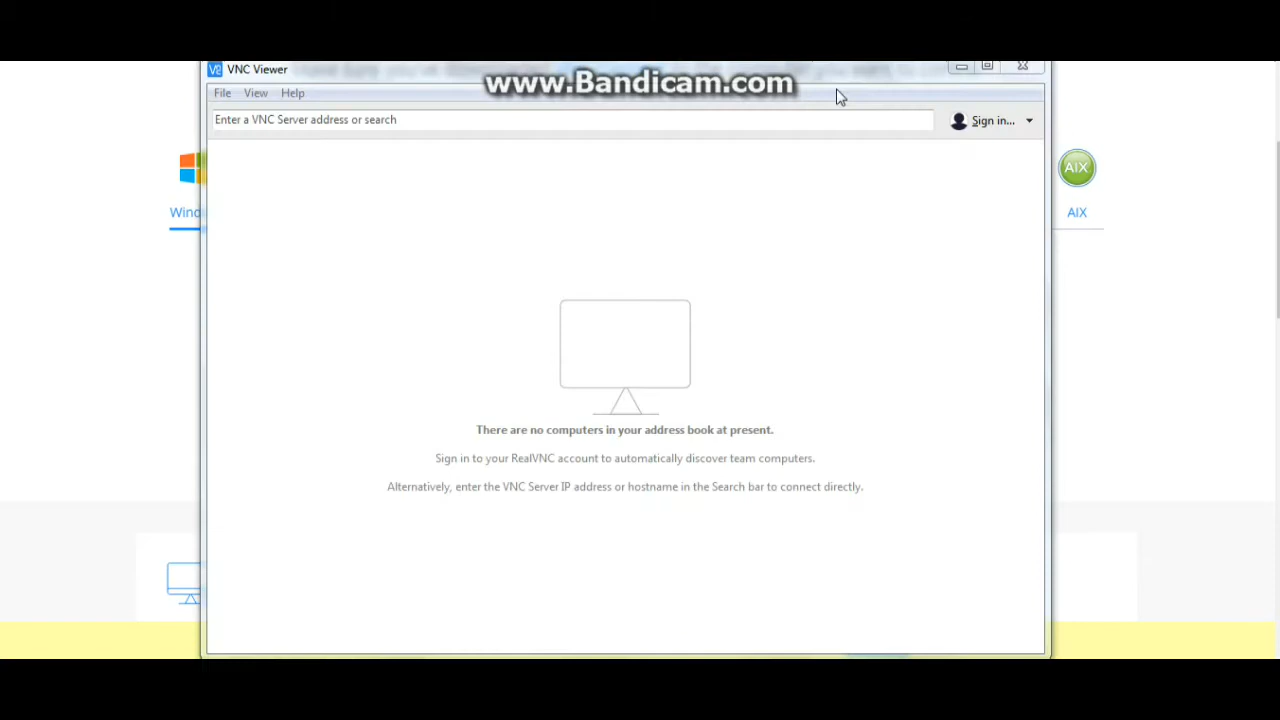 VNC Viewer
www.Bandicam.com
File View Help
Enter a VNC Server address or search
Sign in...
AIX
Wind
AIX
There are no computers in your address book at present.
Sign in to your RealVNC account to automatically discover team computers.
Alternatively, enter the VNC Server IP address or hostname in the Search bar to connect directly.